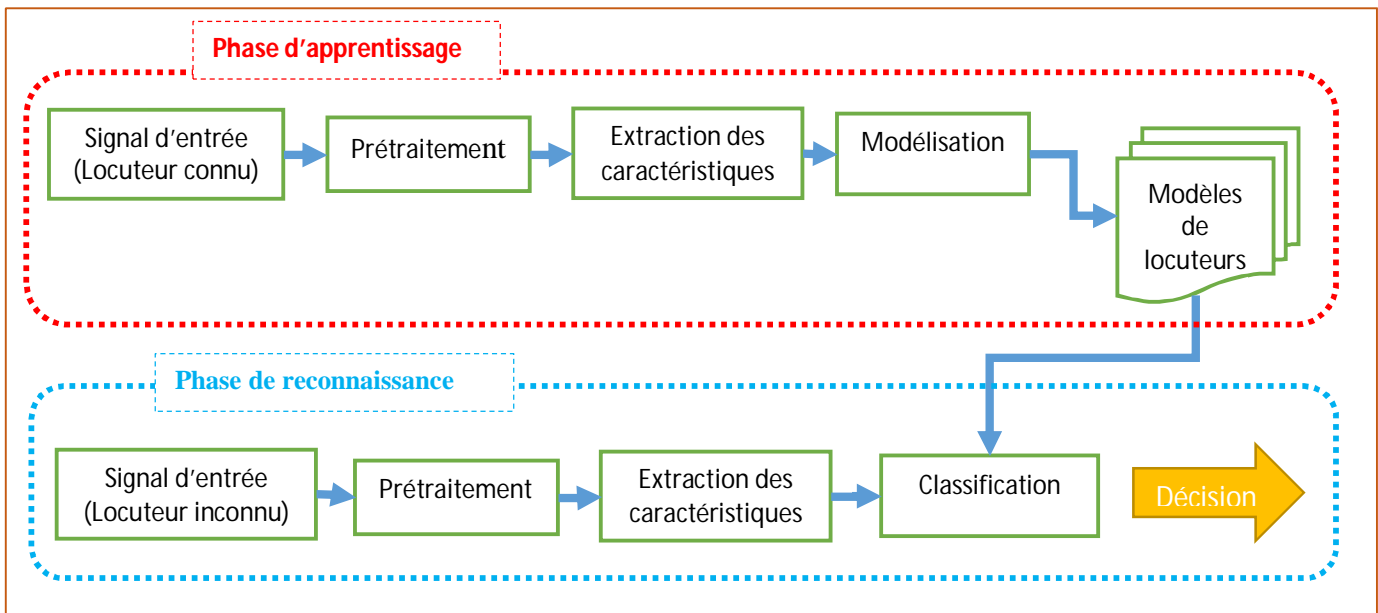 Phase d'apprentissage
Signal d'entrée
(Locuteur connu)
Prétraitement
Extraction des
caractéristiques
Modélisation
Modèles
de
locuteurs
Phase de reconnaissance
Signal d'entrée
(Locuteur inconnu)
Prétraitement
Extraction des
caractéristiques
Classification
Décision